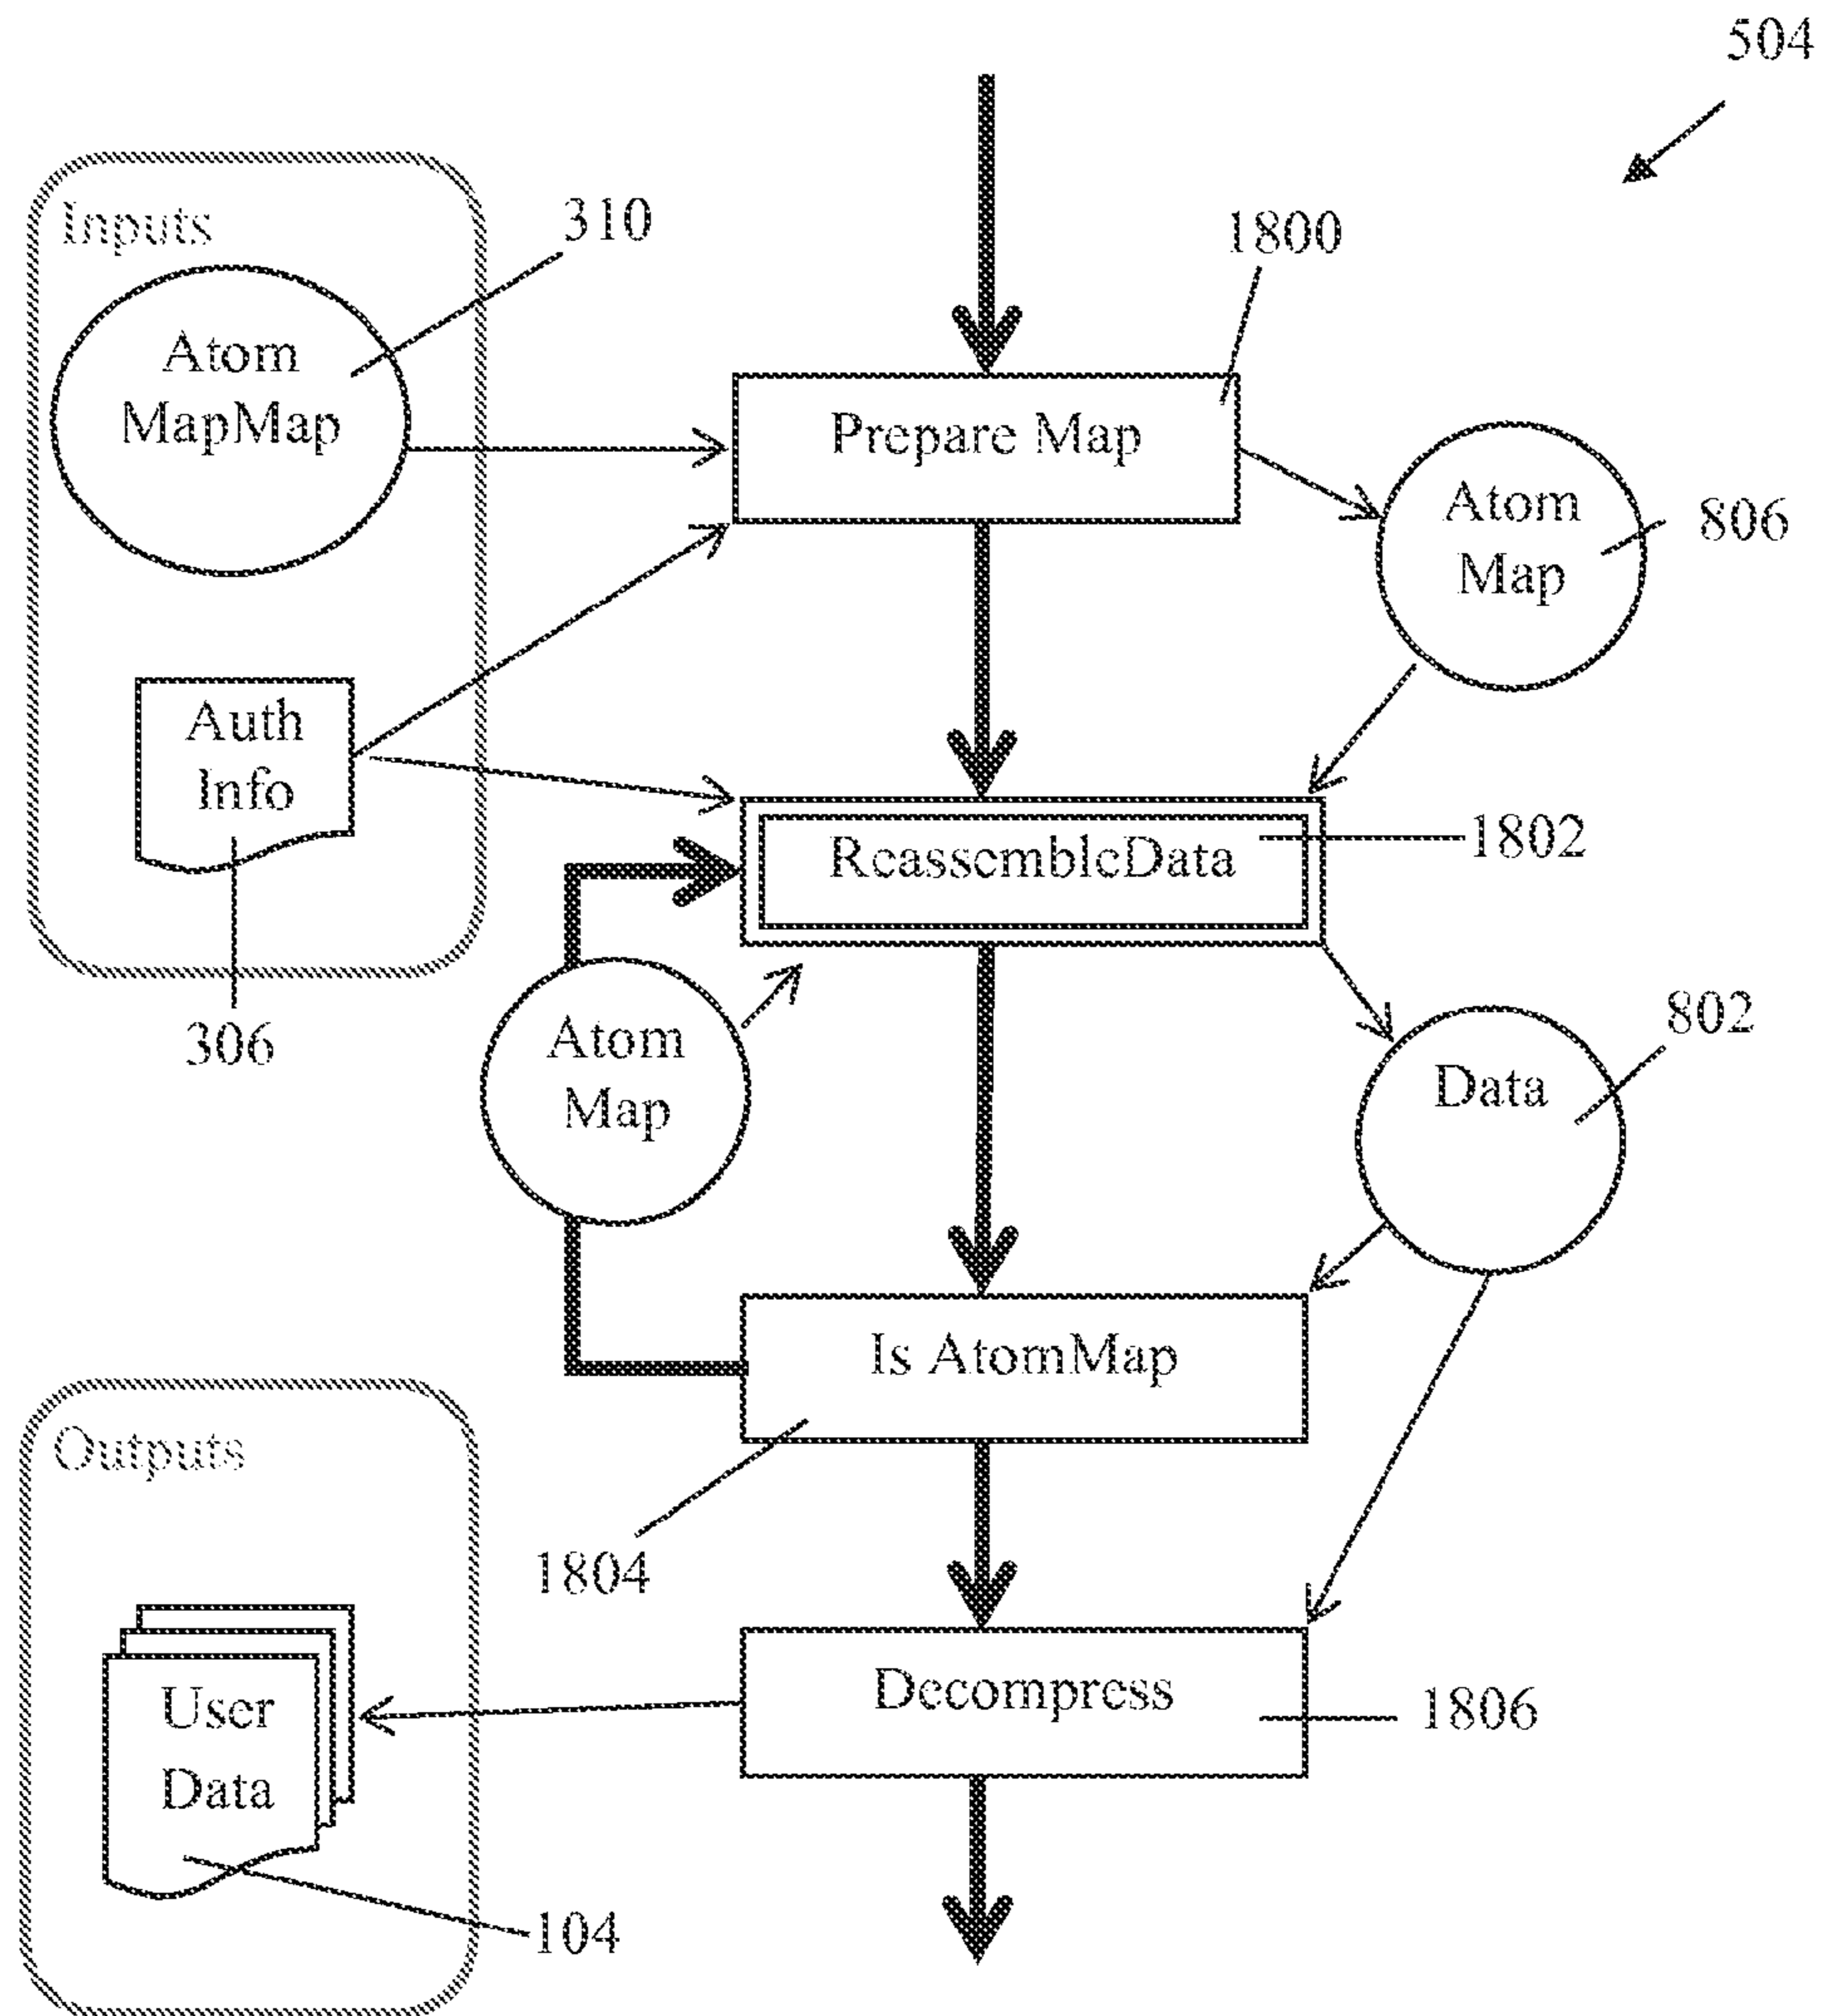 504
Inputs
310
1800
Atom
MapMap
Prepare Map
Atom
Map
806
Auth
Info
ReassembleData
1802
306
Atom
Map
802
Data
Is AtomMap
Outputs
1804
User
Data
Decompress
1806
104